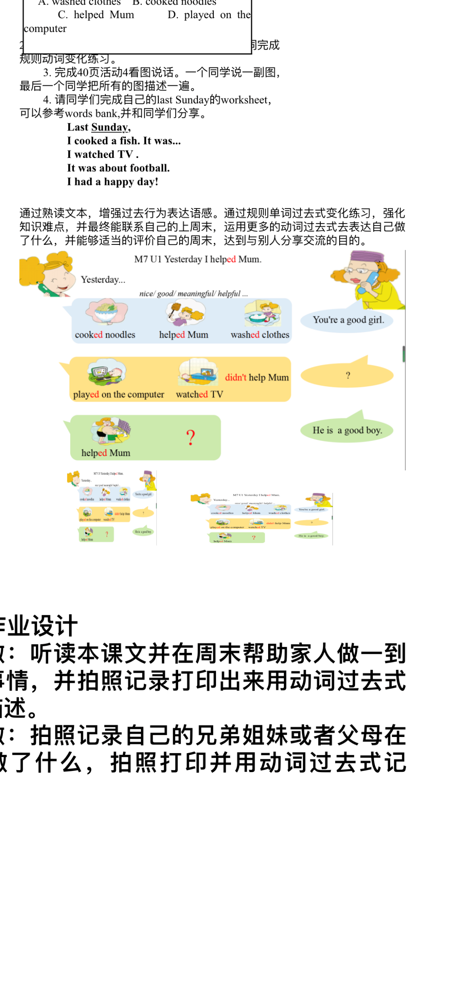 A. washed clothes B. cooked noodles
C. helped Mum D. played on the
computer
2 词完成
规则动词变化练习。
3. 完成40页活动4看图说话。一个同学说一副图，
最后一个同学把所有的图描述一遍。
4. 请同学们完成自己的last Sunday的worksheet，
可以参考words bank,并和同学们分享。
Last Sunday,
I cooked a fish. It was...
I watched TV .
It was about football.
I had a happy day!
通过熟读文本，增强过去行为表达语感。通过规则单词过去式变化练习，强化
知识难点，并最终能联系自己的上周末，运用更多的动词过去式去表达自己做
了什么，并能够适当的评价自己的周末，达到与别人分享交流的目的。
M7 U1 Yesterday I helped Mum.
Yesterday...
nice/ good/ meaningful/ helpful ...
You're a good girl.
cooked noodles helped Mum washed clothes
didn't help Mum
?
played on the computer watched TV
?
He is a good boy.
helped Mum
M7 U1 Yesterday I helped Mum.
Yesterday...
nice/ good/ meaningful/ helpful ...
You're a good girl.
cooked noodles helped Mum washed clothes
didn't help Mum
?
played on the computer watched TV
?
He is a good boy.
helped Mum
M7 U1 Yesterday I helped Mum.
Yesterday...
nice/ good/ meaningful/ helpful ...
You're a good girl.
cooked noodles helped Mum washed clothes
didn't help Mum
?
played on the computer watched TV
?
He is a good boy.
helped Mum
作业设计
做：听读本课文并在周末帮助家人做一到
事情，并拍照记录打印出来用动词过去式
描述。
做：拍照记录自己的兄弟姐妹或者父母在
做了什么，拍照打印并用动词过去式记